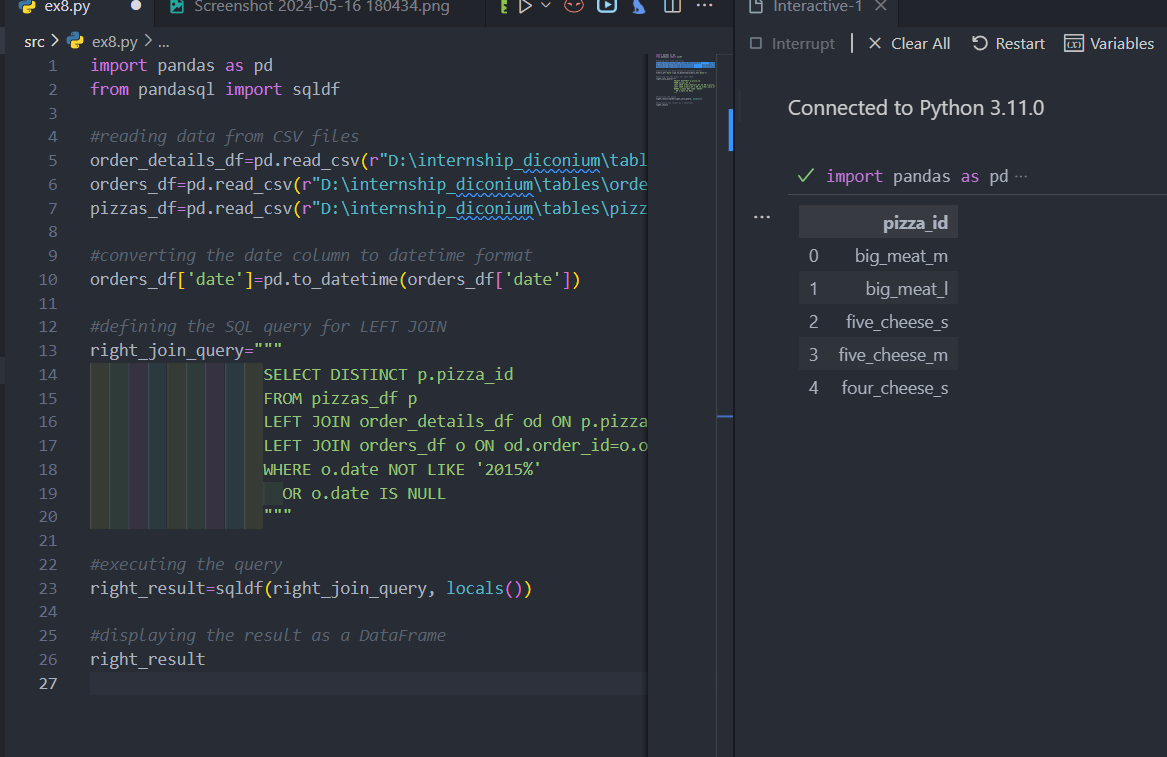 ex8.py
Screenshot 2024-05-16 180434.png
Interactive-1
src > ex8.py > ...
Interrupt | Clear All Restart Variables
1 import pandas as pd
2 from pandasql import sqldf
3
4 #reading data from CSV files
5 order_details_df=pd.read_csv(r"D:\internship_diconium\tabl
6 orders_df=pd.read_csv(r"D:\internship_diconium\tables\orde
7 pizzas_df=pd.read_csv(r"D:\internship_diconium\tables\pizz
8
9 #converting the date column to datetime format
10 orders_df['date']=pd.to_datetime(orders_df['date'])
11
12 #defining the SQL query for LEFT JOIN
13 right_join_query="""
14 SELECT DISTINCT p.pizza_id
15 FROM pizzas_df p
16 LEFT JOIN order_details_df od ON p.pizza
17 LEFT JOIN orders_df o ON od.order_id=o.o
18 WHERE o.date NOT LIKE '2015%'
19 OR o.date IS NULL
20 """
21
22 #executing the query
23 right_result=sqldf(right_join_query, locals())
24
25 #displaying the result as a DataFrame
26 right_result
27
Connected to Python 3.11.0
import pandas as pd ...
...
pizza_id
0 big_meat_m
1 big_meat_l
2 five_cheese_s
3 five_cheese_m
4 four_cheese_s